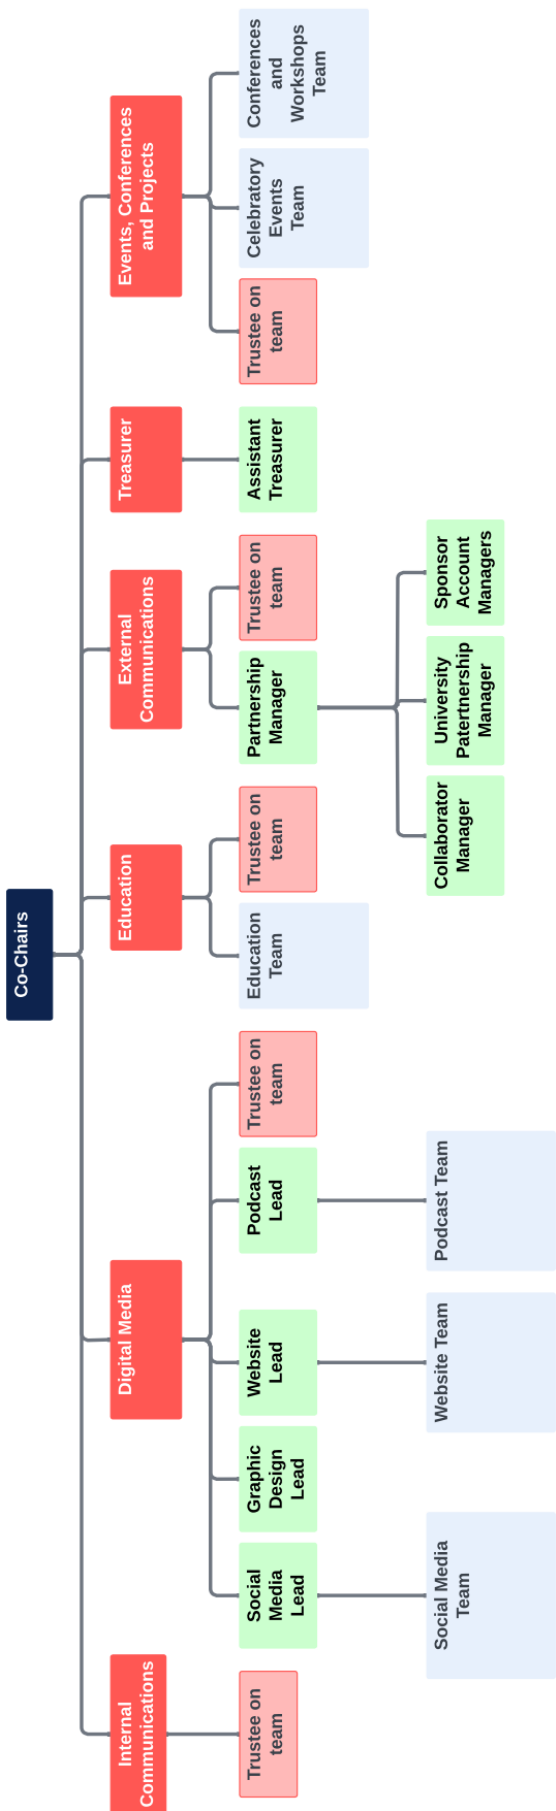 Co-Chairs
Internal
Communications
Digital Media
Education
External
Communications
Treasurer
Events, Conferences
and Projects
Trustee on
team
Social
Media
Lead
Graphic
Design
Lead
Website
Lead
Podcast
Lead
Trustee on
team
Education
Team
Trustee on
team
Partnership
Manager
Trustee on
team
Assistant
Treasurer
Trustee on
team
Celebratory
Events
Team
Conferences
and
Workshops
Team
Social Media
Team
Website Team
Podcast Team
Collaborator
Manager
University
Patertnership
Manager
Sponsor
Account
Managers